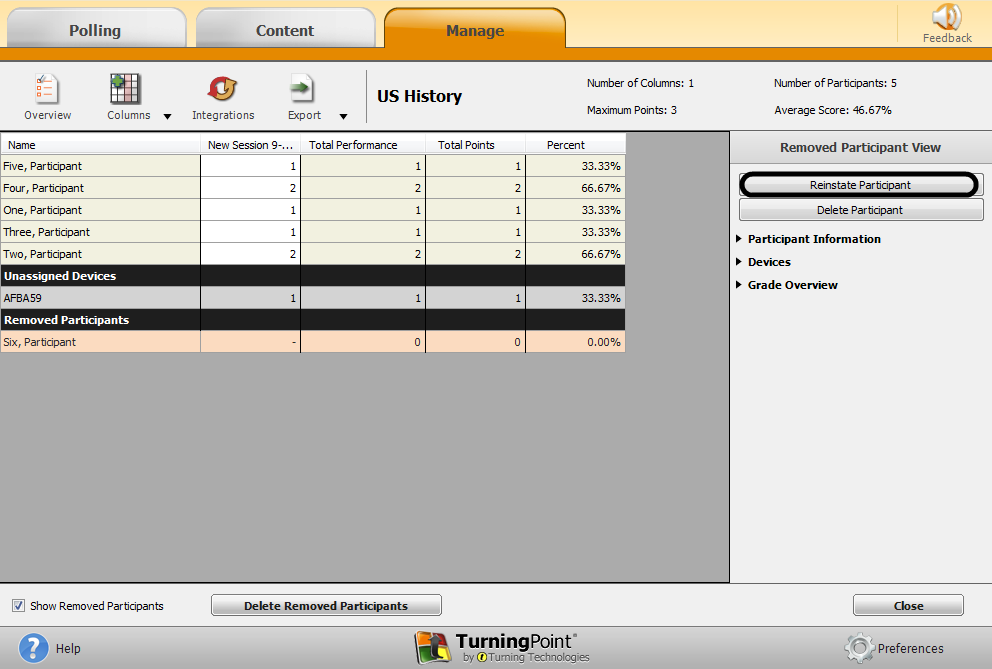 Polling
Content
Manage
Feedback
Overview
Columns
Integrations
Export
US History
Number of Columns: 1
Number of Participants: 5
Maximum Points: 3
Average Score: 46.67%
Name New Session 9-... Total Performance Total Points Percent
Five, Participant 1 1 1 33.33%
Four, Participant 2 2 2 66.67%
One, Participant 1 1 1 33.33%
Three, Participant 1 1 1 33.33%
Two, Participant 2 2 2 66.67%
Unassigned Devices
AFBA59 1 1 1 33.33%
Removed Participants
Six, Participant - 0 0 0.00%
Removed Participant View
Reinstate Participant
Delete Participant
Participant Information
Devices
Grade Overview
Show Removed Participants
Delete Removed Participants
Close
? Help
TurningPoint®
by Turning Technologies
Preferences